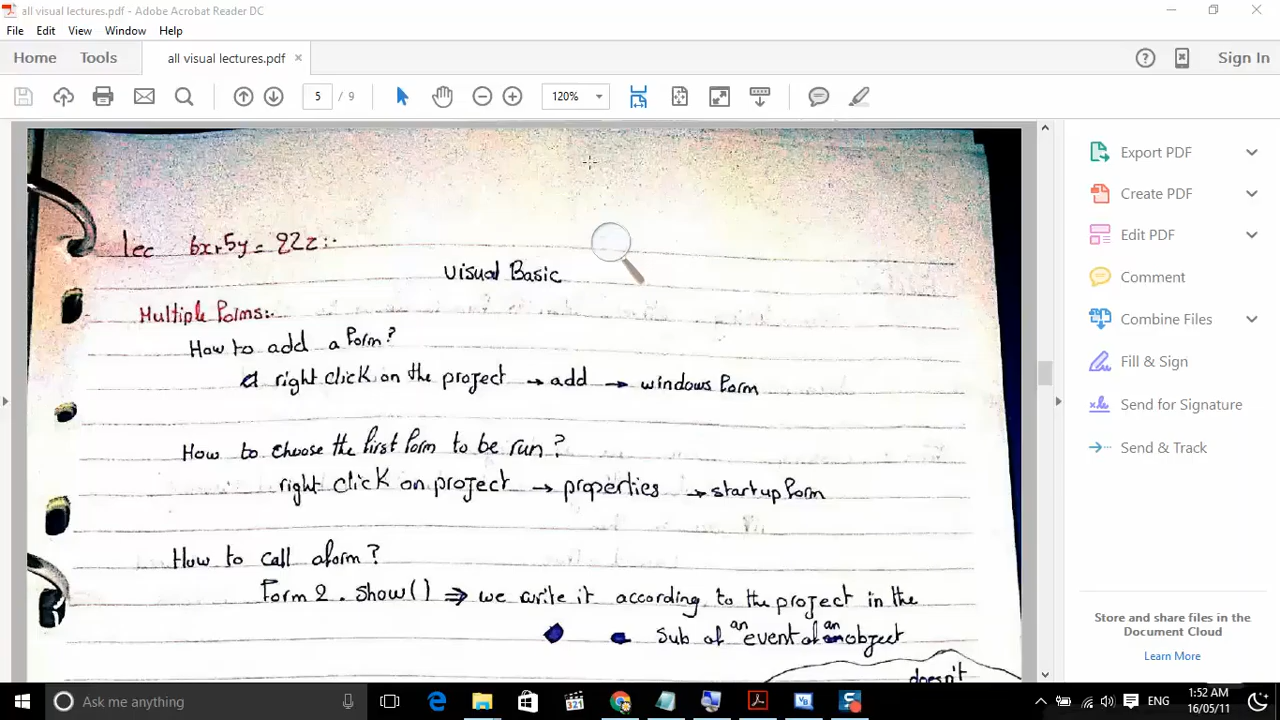 all visual lectures.pdf - Adobe Acrobat Reader DC
File Edit View Window Help
Home Tools all visual lectures.pdf × Sign In
5 / 9 120%
lec 6x+5y = 22z:.
Visual Basic
Multiple Forms:.
How to add a form?
right click on the project → add → windows form
How to choose the first form to be run?
right click on project → properties → startup form
How to call a form?
Form 2 . show() ⇒ we write it according to the project in the
Sub of an event of an object
doesn't
Export PDF
Create PDF
Edit PDF
Comment
Combine Files
Fill & Sign
Send for Signature
Send & Track
Store and share files in the
Document Cloud
Learn More
Ask me anything
ENG
1:52 AM
16/05/11